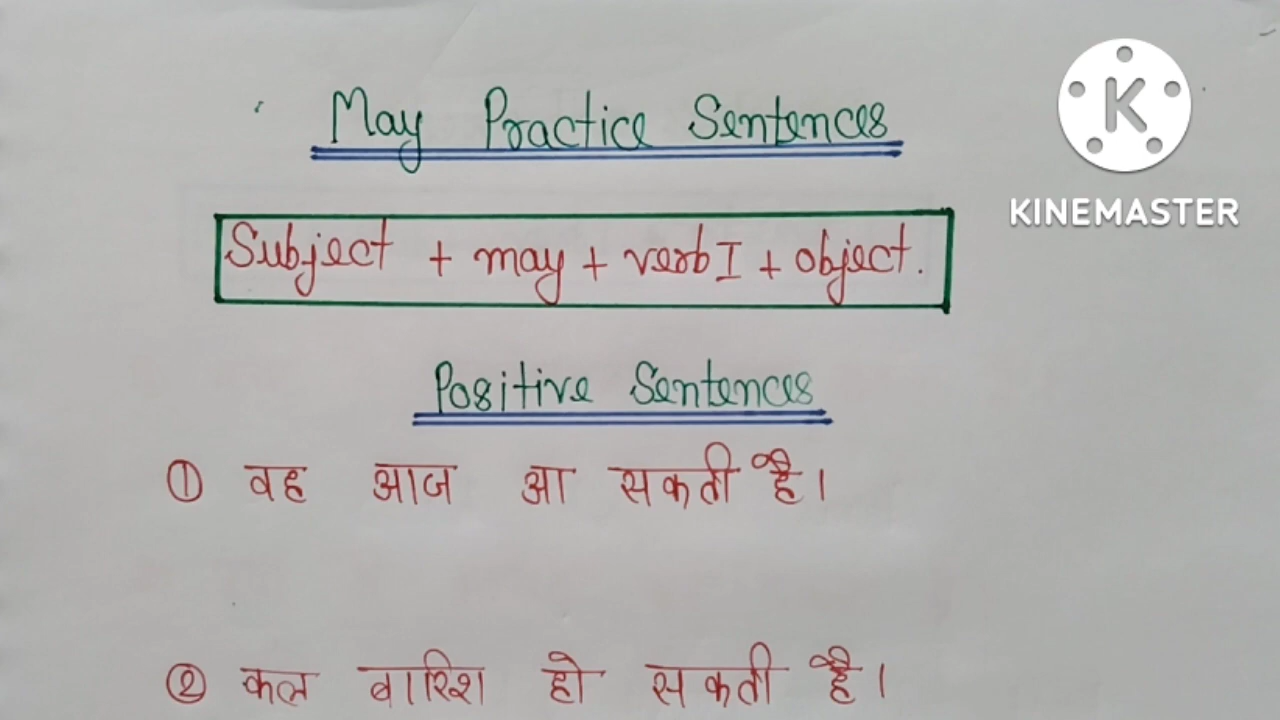 May Practice Sentences
KINEMASTER
Subject + may + verb I + object.
Positive Sentences
① वह आज आ सकती है।
② कल बारिश हो सकती है।